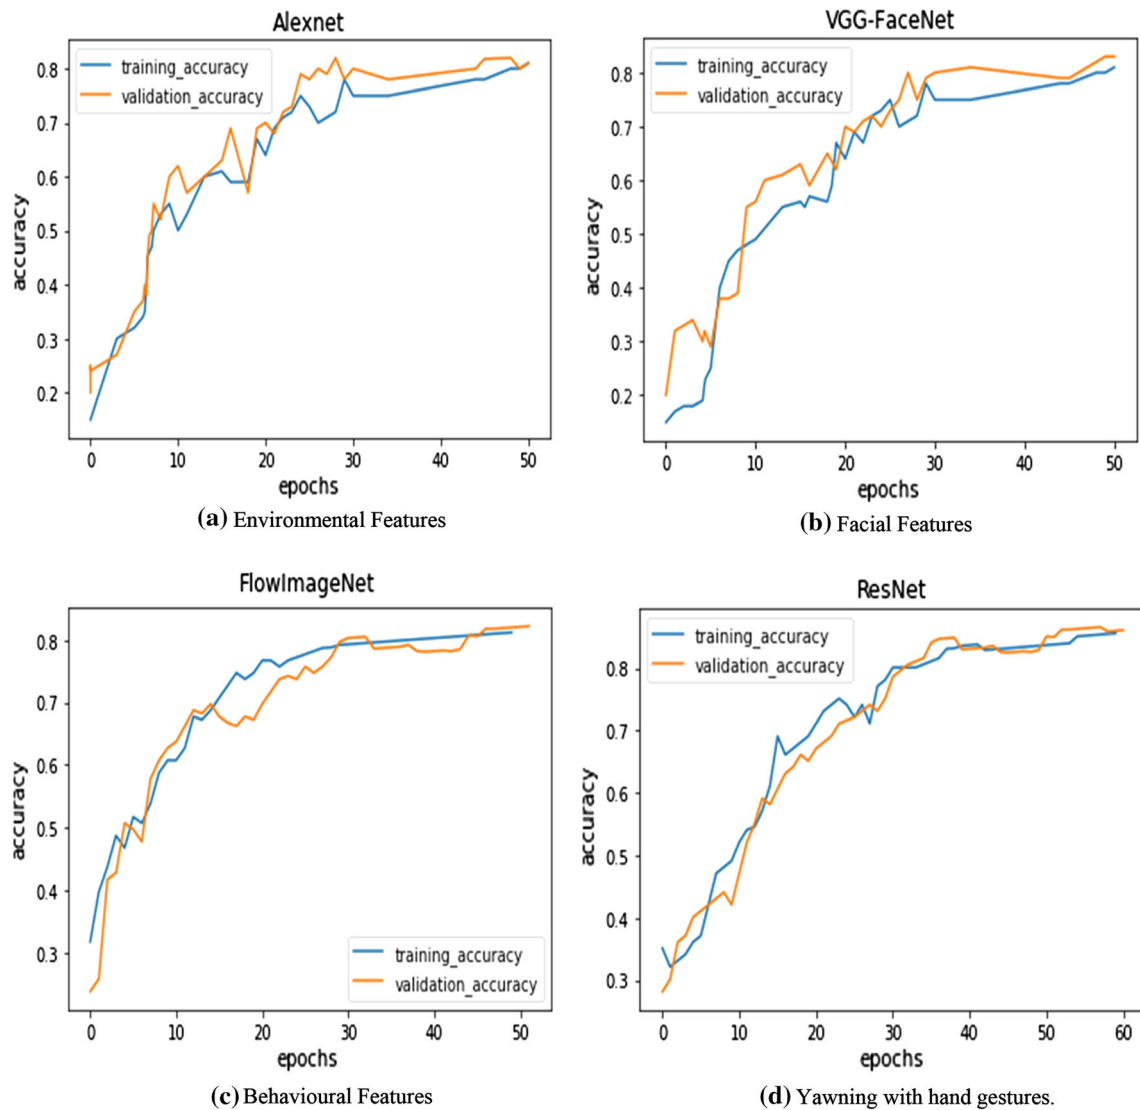 Alexnet
training_accuracy
validation_accuracy
0.8
0.7
0.6
0.5
0.4
0.3
0.2
accuracy
0 10 20 30 40 50
epochs
(a) Environmental Features
VGG-FaceNet
training_accuracy
validation_accuracy
0.8
0.7
0.6
0.5
0.4
0.3
0.2
accuracy
0 10 20 30 40 50
epochs
(b) Facial Features
FlowImageNet
0.8
0.7
0.6
0.5
0.4
0.3
accuracy
training_accuracy
validation_accuracy
0 10 20 30 40 50
epochs
(c) Behavioural Features
ResNet
training_accuracy
validation_accuracy
0.8
0.7
0.6
0.5
0.4
0.3
accuracy
0 10 20 30 40 50 60
epochs
(d) Yawning with hand gestures.